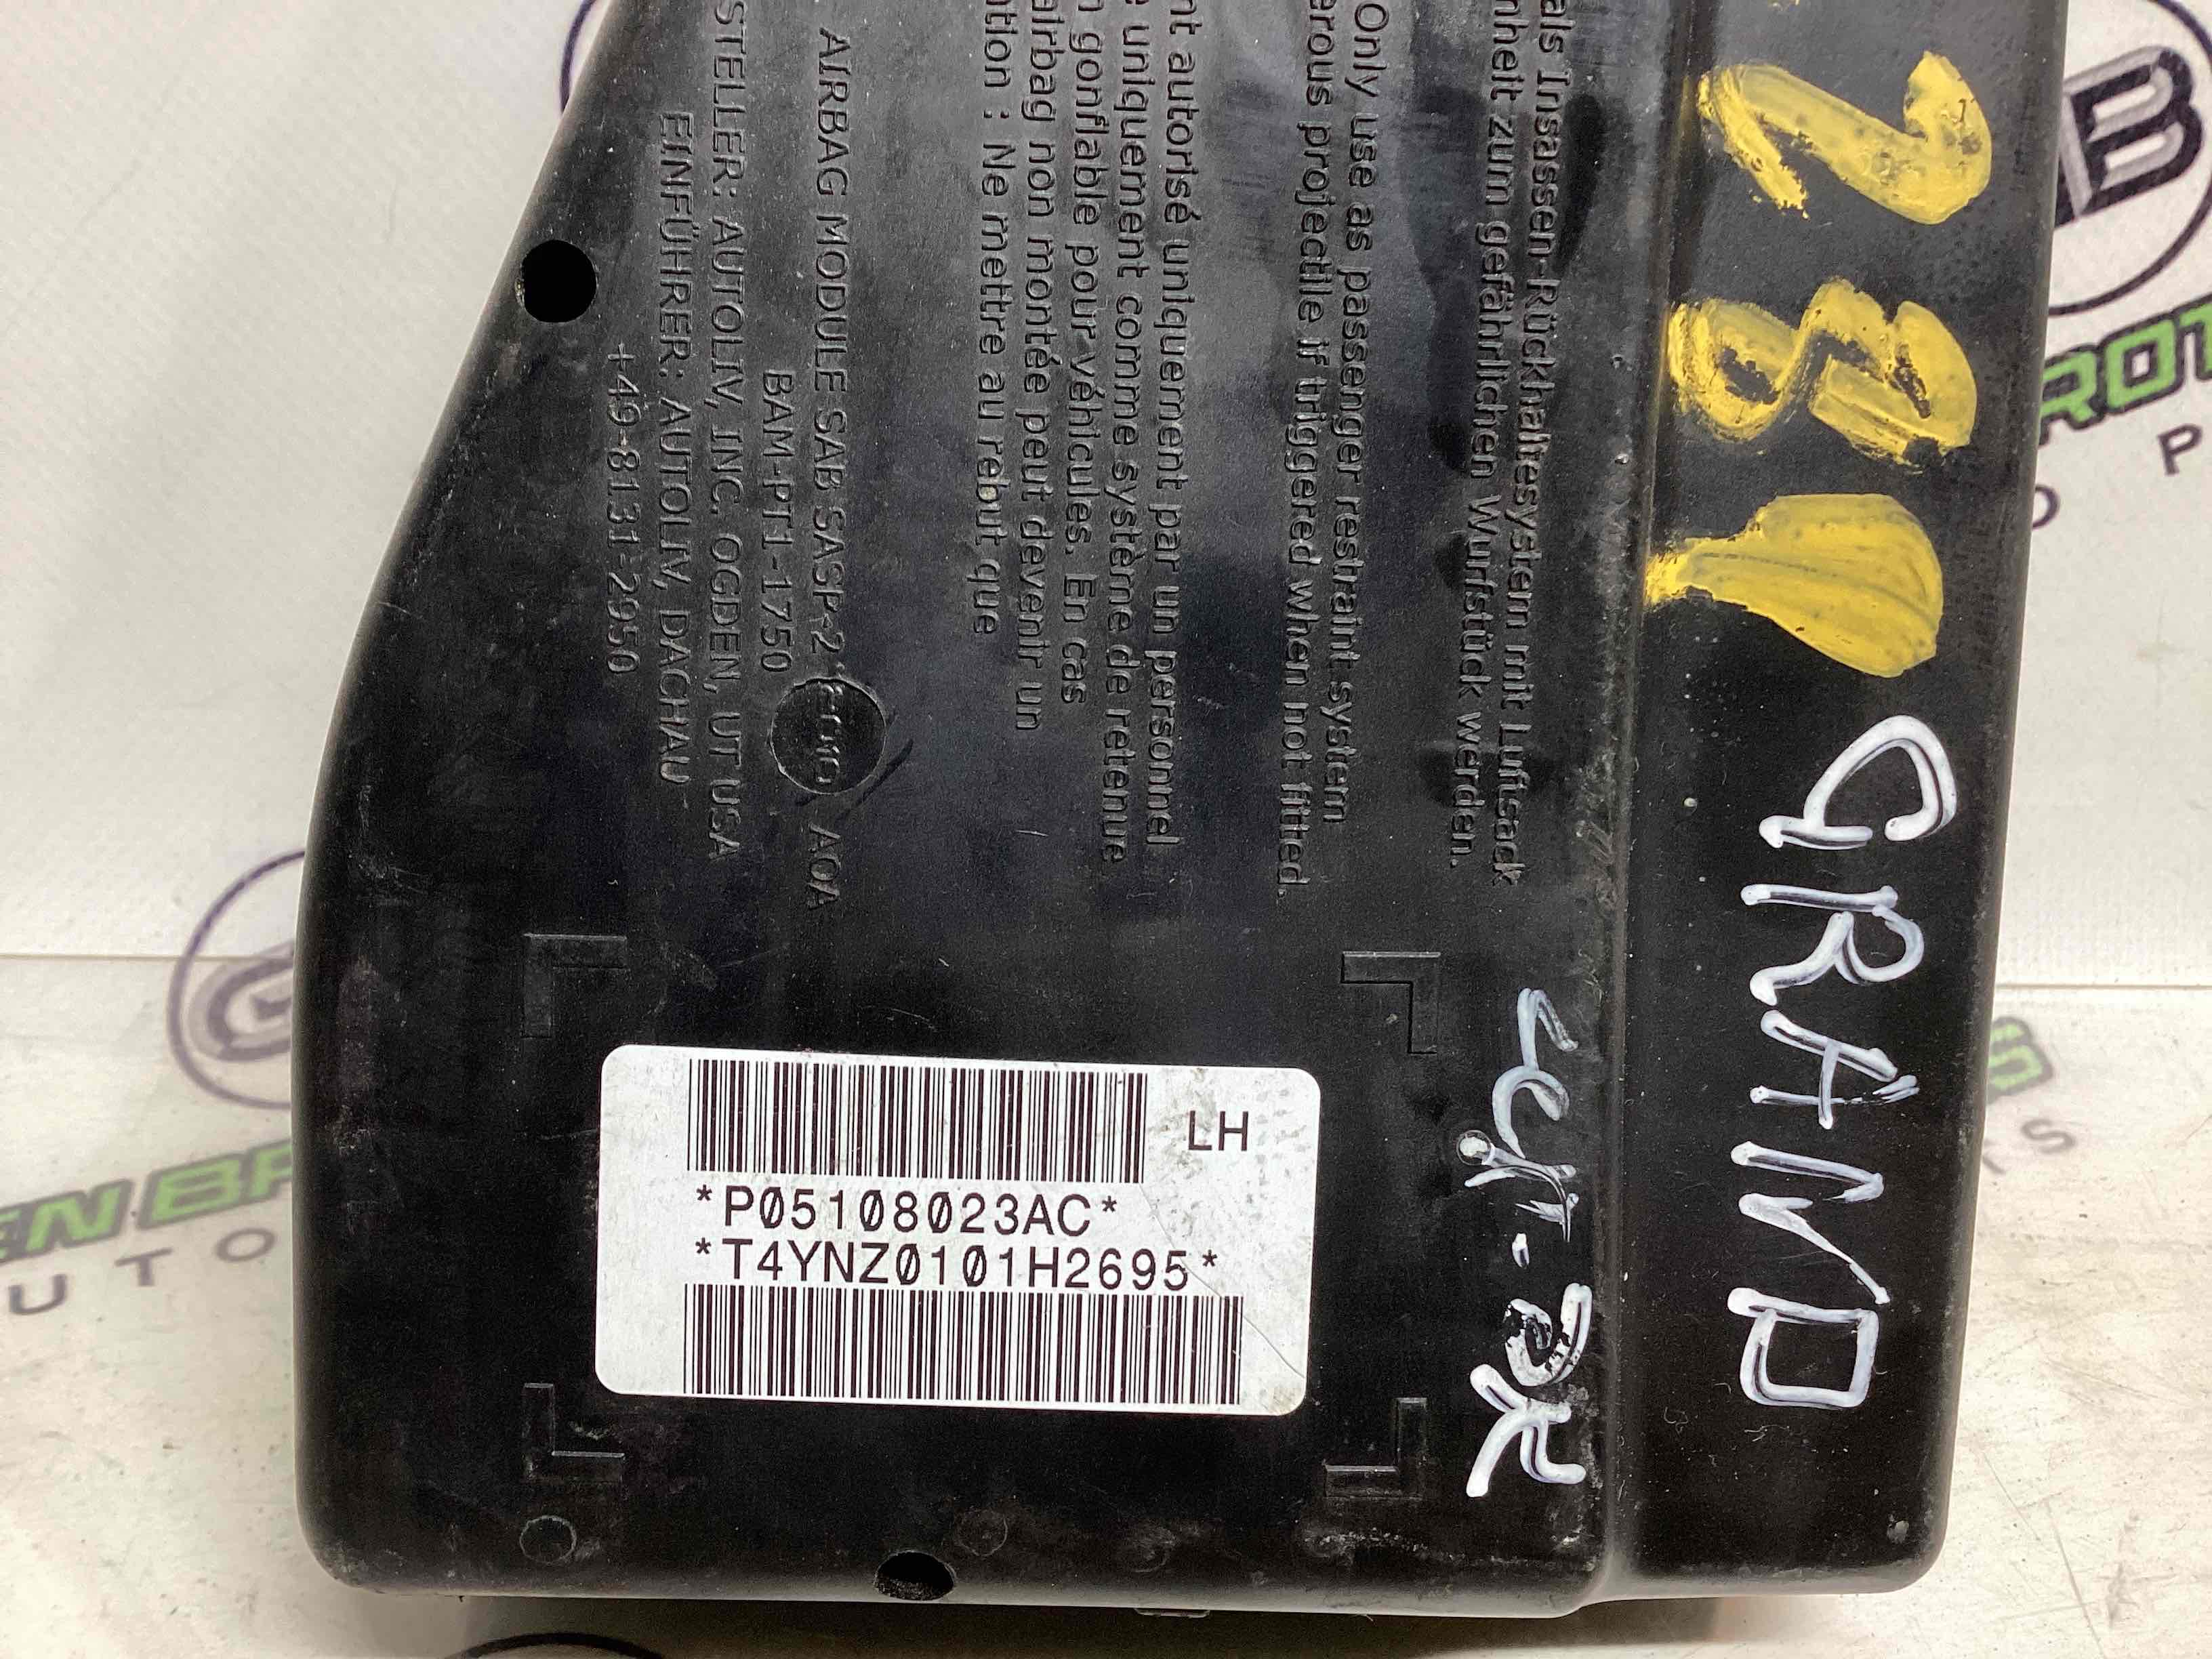 als Insassen-Rückhaltesystem mit Luftsack
nheit zum gefährlichen Wurfstück werden.
Only use as passenger restraint system
erous projectile if triggered when not fitted.
nt autorisé uniquement par un personnel
e uniquement comme système de retenue
n gonflable pour véhicules. En cas
airbag non montée peut devenir un
ntion : Ne mettre au rebut que
AIRBAG MODULE SAB SASP-2
A0A
BAM-PT1-1750
STELLER: AUTOLIV, INC. OGDEN, UT USA
EINFÜHRER: AUTOLIV, DACHAU
+49-8131-2950
GRAND
LH
*P05108023AC*
*T4YNZ0101H2695*